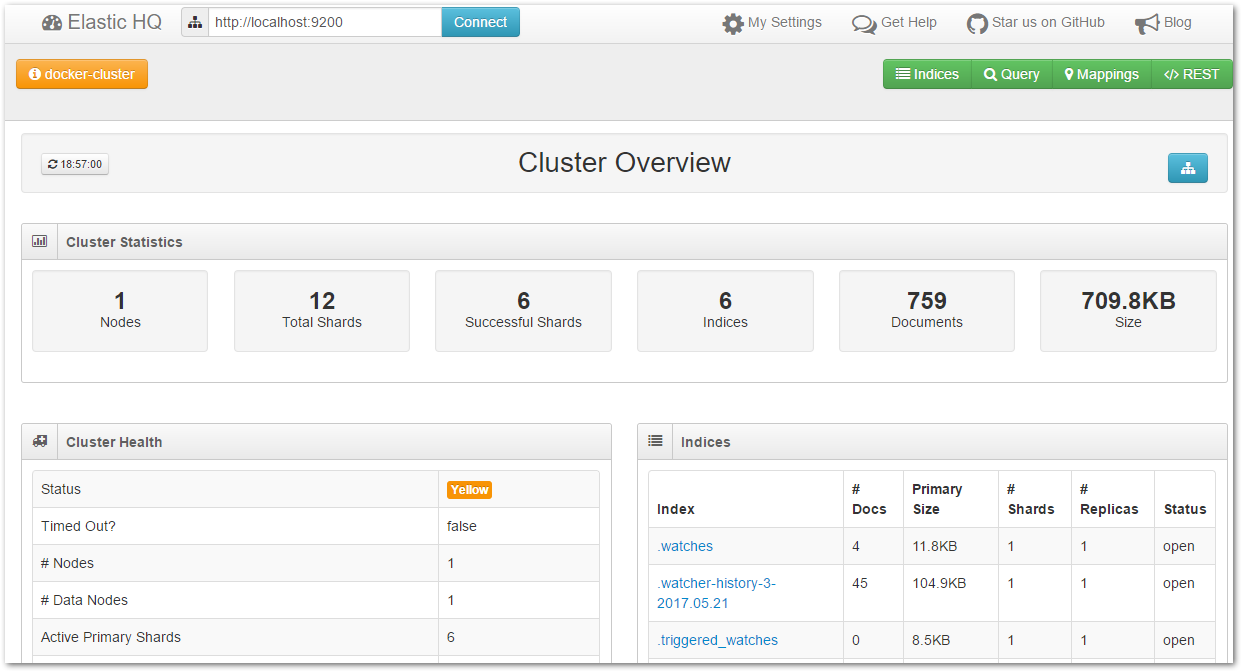 Elastic HQ http://localhost:9200 Connect My Settings Get Help Star us on GitHub Blog
docker-cluster Indices Query Mappings REST
18:57:00 Cluster Overview
Cluster Statistics
1 12 6 6 759 709.8KB
Nodes Total Shards Successful Shards Indices Documents Size
Cluster Health
Status Yellow
Timed Out? false
# Nodes 1
# Data Nodes 1
Active Primary Shards 6
Indices
# Primary # #
Index Docs Size Shards Replicas Status
.watches 4 11.8KB 1 1 open
.watcher-history-3- 45 104.9KB 1 1 open
2017.05.21
.triggered_watches 0 8.5KB 1 1 open